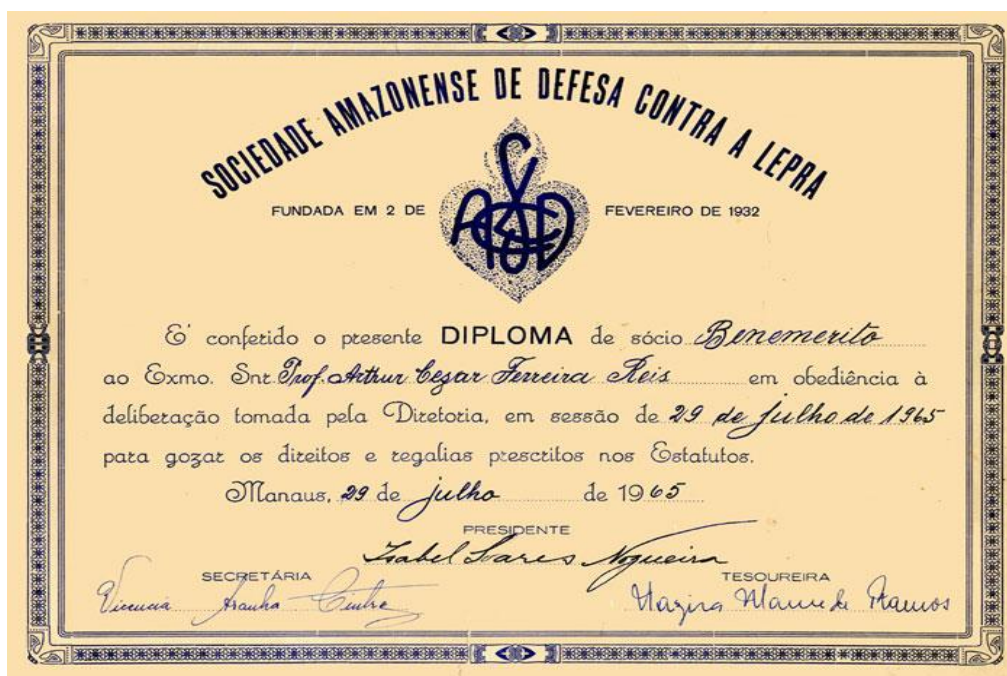 SOCIEDADE AMAZONENSE DE DEFESA CONTRA A LEPRA
FUNDADA EM 2 DE FEVEREIRO DE 1932
E' conferido o presente DIPLOMA de sócio Benemerito
ao Exmo. Snr. Prof. Arthur Cezar Ferreira Reis em obediência à
deliberação tomada pela Diretoria, em sessão de 29 de julho de 1965
para gozar os direitos e regalias prescritos nos Estatutos.
Manaus, 29 de julho de 1965
PRESIDENTE
Isabel Soares Nogueira
SECRETÁRIA
TESOUREIRA
Vicencia Aranha
Ramos